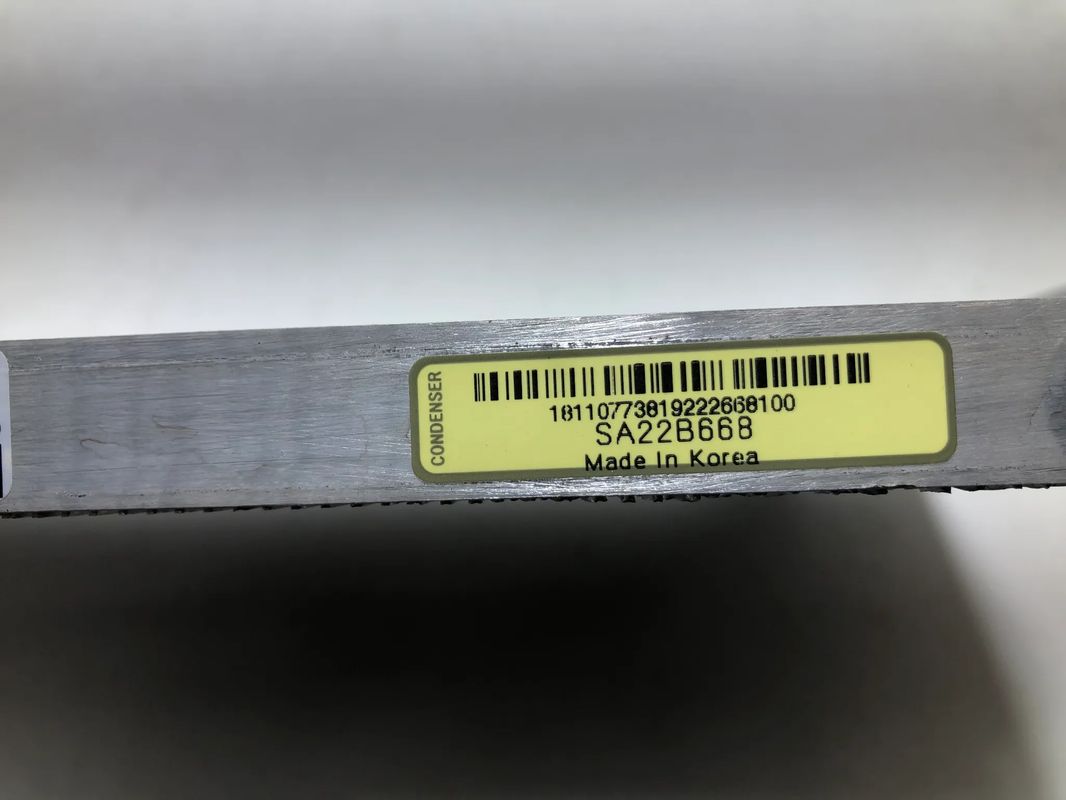 CONDENSER
18110773819222668100
SA22B668
Made In Korea